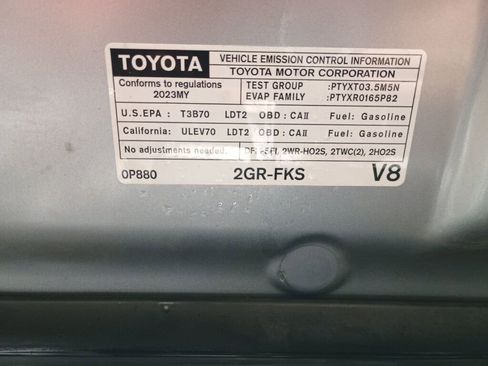 TOYOTA
VEHICLE EMISSION CONTROL INFORMATION
TOYOTA MOTOR CORPORATION
Conforms to regulations
2023MY
TEST GROUP :PTYXT03.5M5N
EVAP FAMILY :PTYXR0165P82
U.S.EPA : T3B70 LDT2 OBD : CAII Fuel: Gasoline
California: ULEV70 LDT2 OBD : CAII Fuel: Gasoline
No adjustments needed. 2WR-HO2S, 2TWC(2), 2HO2S
0P880 2GR-FKS V8